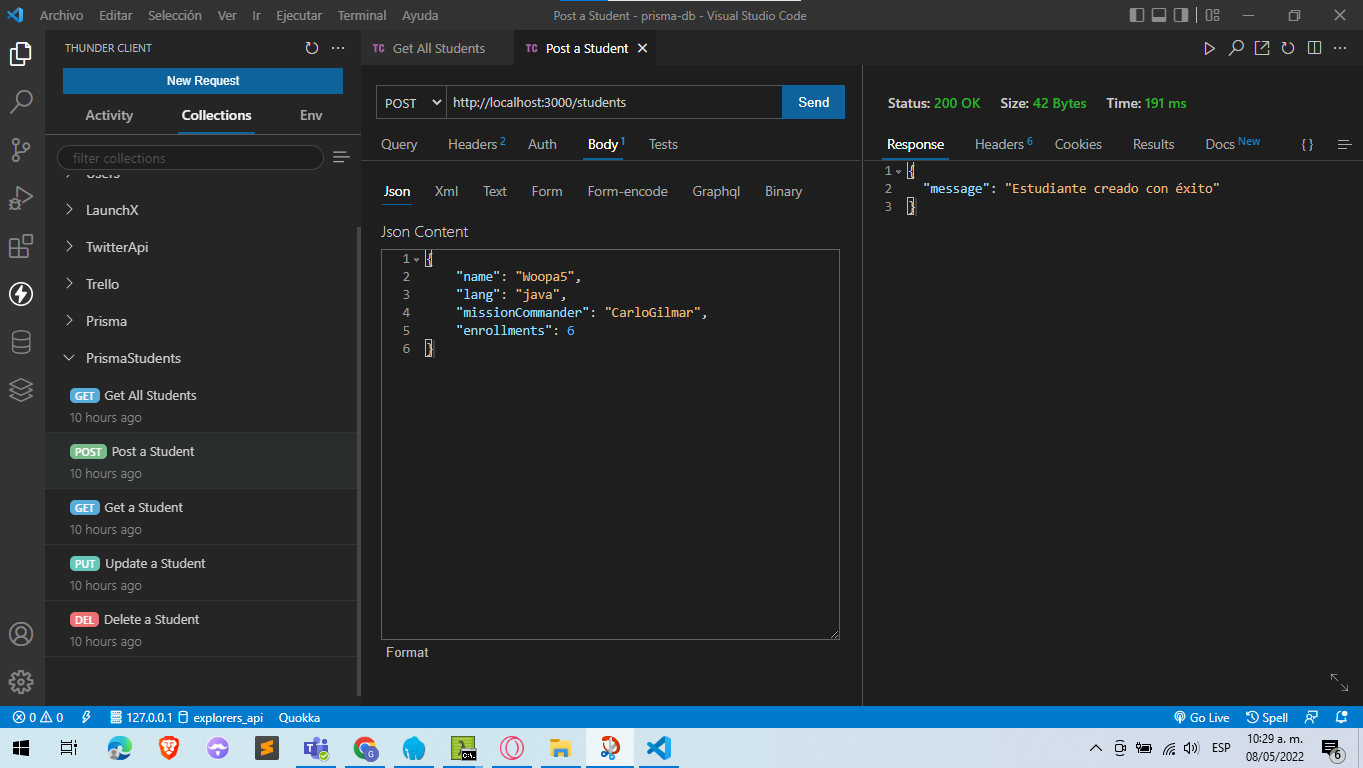 Archivo Editar Selección Ver Ir Ejecutar Terminal Ayuda
Post a Student - prisma-db - Visual Studio Code
THUNDER CLIENT
New Request
Activity Collections Env
filter collections
Users
LaunchX
TwitterApi
Trello
Prisma
PrismaStudents
GET Get All Students
10 hours ago
POST Post a Student
10 hours ago
GET Get a Student
10 hours ago
PUT Update a Student
10 hours ago
DEL Delete a Student
10 hours ago
TC Get All Students
TC Post a Student
POST http://localhost:3000/students Send
Query Headers 2 Auth Body 1 Tests
Json Xml Text Form Form-encode Graphql Binary
Json Content
1 {
2 "name": "Woopa5",
3 "lang": "java",
4 "missionCommander": "CarloGilmar",
5 "enrollments": 6
6 }
Format
Status: 200 OK Size: 42 Bytes Time: 191 ms
Response Headers 6 Cookies Results Docs New { }
1 {
2 "message": "Estudiante creado con éxito"
3 }
0 0 127.0.0.1 explorers_api Quokka
Go Live Spell
ESP
10:29 a. m.
08/05/2022
6